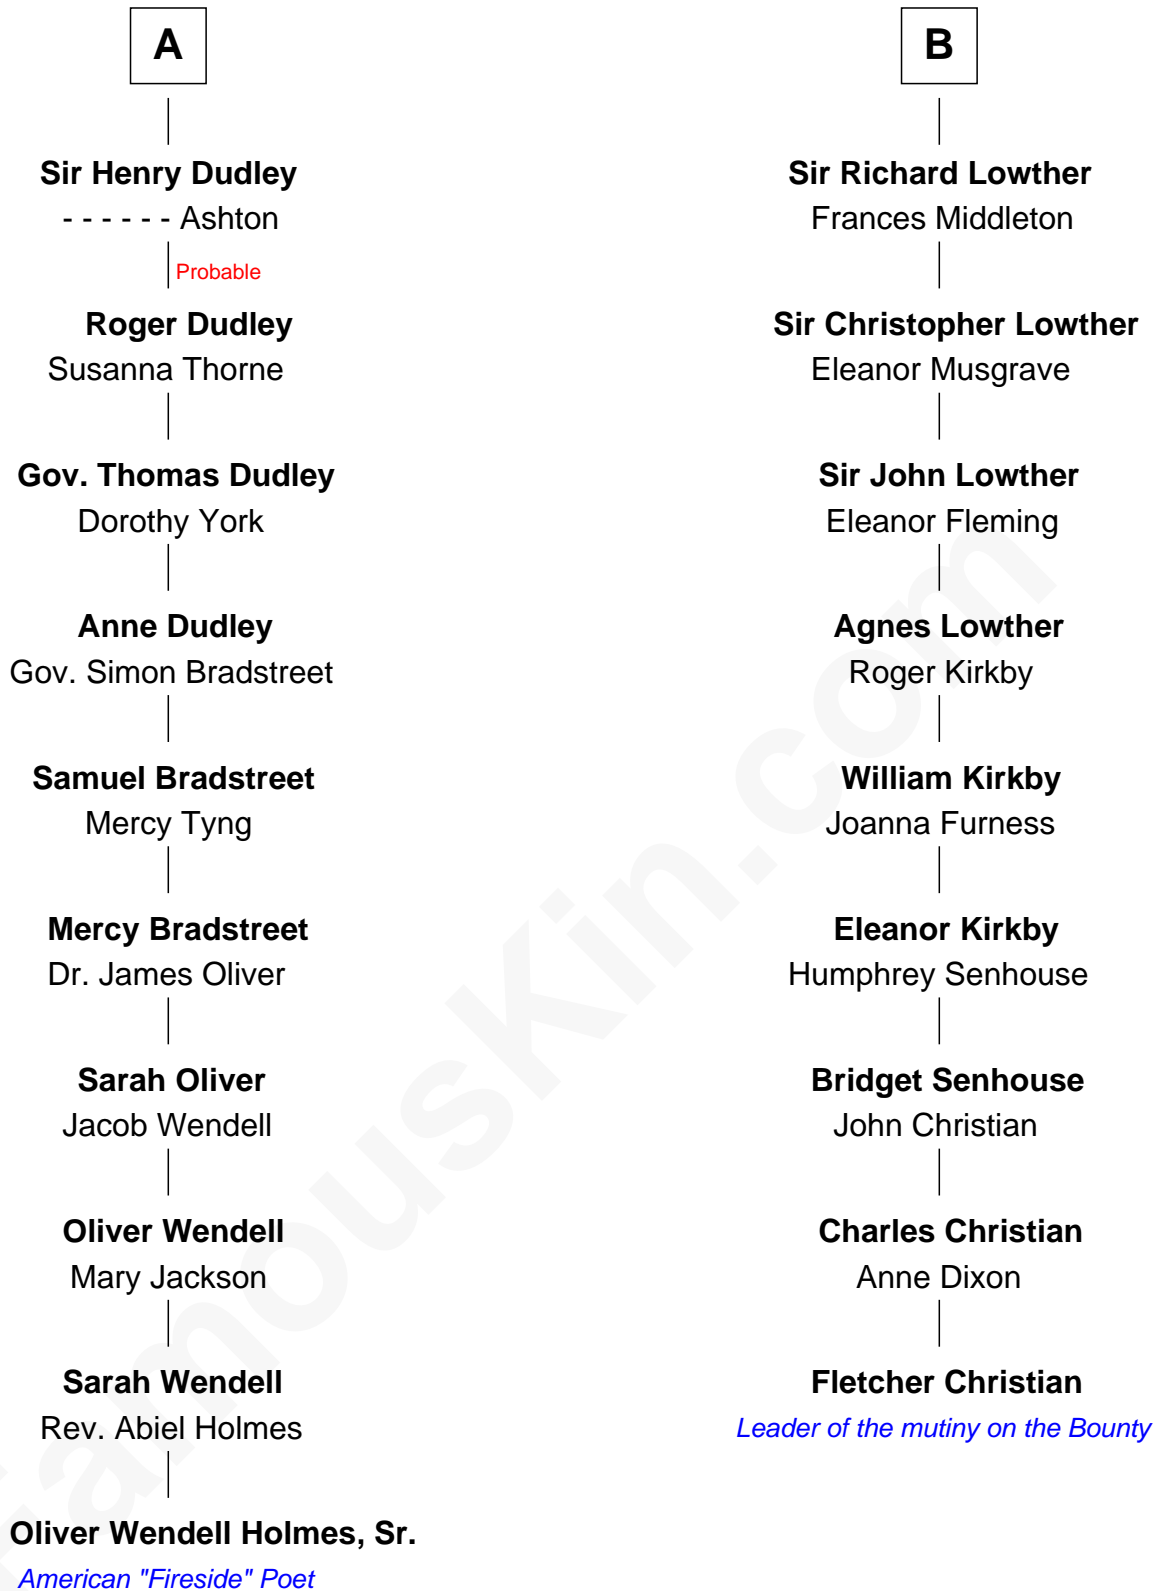 A
Sir Henry Dudley
- - - - - - Ashton
Probable
Roger Dudley
Susanna Thorne
Gov. Thomas Dudley
Dorothy York
Anne Dudley
Gov. Simon Bradstreet
Samuel Bradstreet
Mercy Tyng
Mercy Bradstreet
Dr. James Oliver
Sarah Oliver
Jacob Wendell
Oliver Wendell
Mary Jackson
Sarah Wendell
Rev. Abiel Holmes
Oliver Wendell Holmes, Sr.
American "Fireside" Poet
B
Sir Richard Lowther
Frances Middleton
Sir Christopher Lowther
Eleanor Musgrave
Sir John Lowther
Eleanor Fleming
Agnes Lowther
Roger Kirkby
William Kirkby
Joanna Furness
Eleanor Kirkby
Humphrey Senhouse
Bridget Senhouse
John Christian
Charles Christian
Anne Dixon
Fletcher Christian
Leader of the mutiny on the Bounty
FamousKin.com